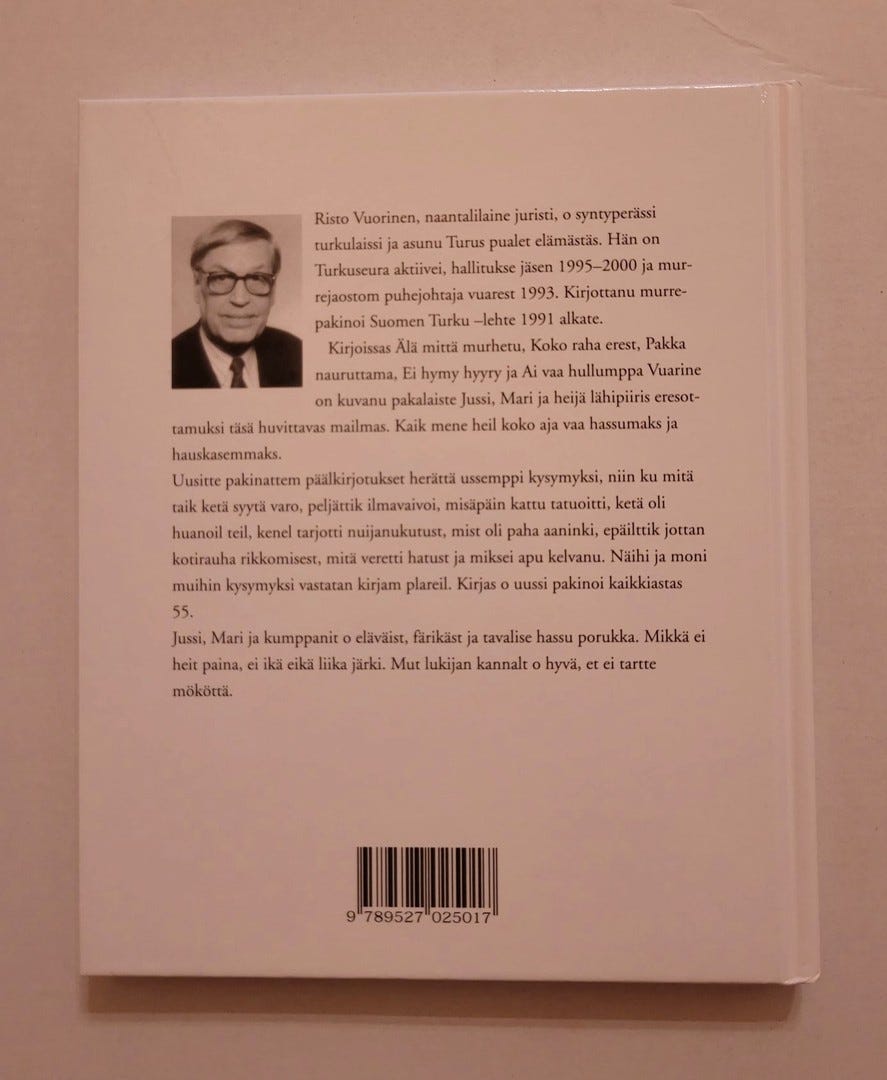 Risto Vuorinen, naantalilaine juristi, o syntyperässi
turkulaissi ja asunu Turus pualet elämästäs. Hän on
Turkuseura aktiivei, hallitukse jäsen 1995–2000 ja mur-
rejaostom puhejohtaja vuarest 1993. Kirjottanu murre-
pakinoi Suomen Turku –lehte 1991 alkate.
Kirjoissas Älä mittä murhetu, Koko raha erest, Pakka
nauruttama, Ei hymy hyyry ja Ai vaa hullumppa Vuarine
on kuvanu pakalaiste Jussi, Mari ja heijä lähipiiris eresot-
tamuksi täsä huvittavas mailmas. Kaik mene heil koko aja vaa hassumaks ja
hauskasemmaks.
Uusitte pakinattem päälkirjotukset herättä ussemppi kysymyksi, niin ku mitä
taik ketä syytä varo, peljättik ilmavaivoi, misäpäin kattu tatuoitti, ketä oli
huanoil teil, kenel tarjotti nuijanukutust, mist oli paha aaninki, epäilttik jottan
kotirauha rikkomisest, mitä veretti hatust ja miksei apu kelvanu. Näihi ja moni
muihin kysymyksi vastatan kirjam plareil. Kirjas o uussi pakinoi kaikkiastas
55.
Jussi, Mari ja kumppanit o eläväist, färikäst ja tavalise hassu porukka. Mikkä ei
heit paina, ei ikä eikä liika järki. Mut lukijan kannalt o hyvä, et ei tartte
mököttä.
9 789527 025017